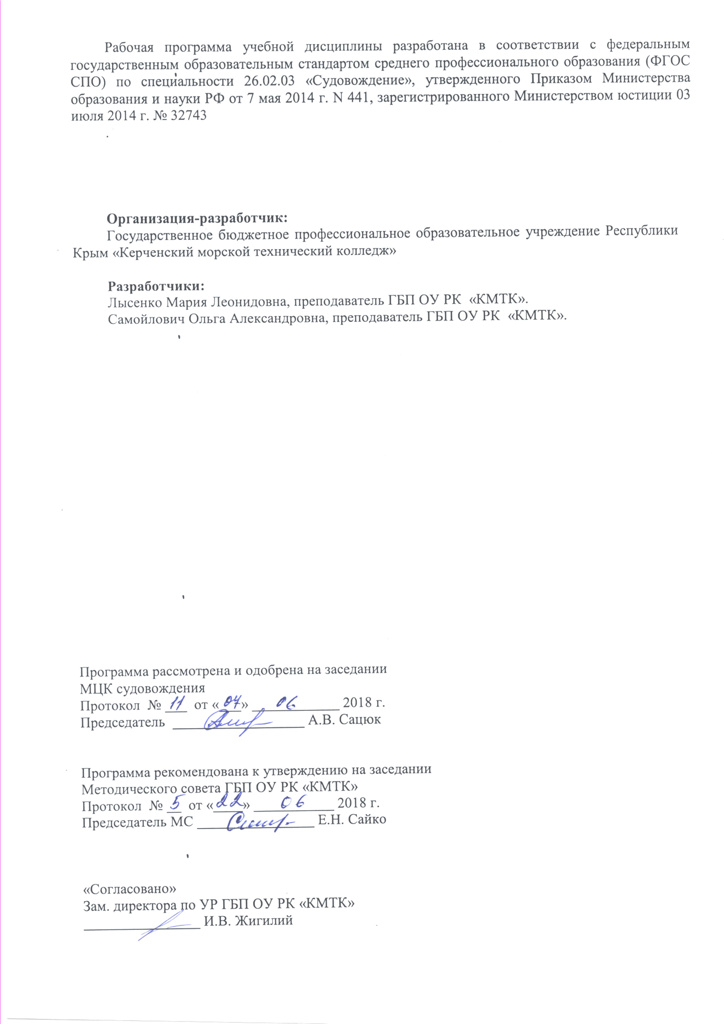 Рабочая программа учебной дисциплины разработана в соответствии с федеральным
государственным образовательным стандартом среднего профессионального образования (ФГОС
СПО) по специальности 26.02.03 «Судовождение», утвержденного Приказом Министерства
образования и науки РФ от 7 мая 2014 г. N 441, зарегистрированного Министерством юстиции 03
июля 2014 г. № 32743
Организация-разработчик:
Государственное бюджетное профессиональное образовательное учреждение Республики
Крым «Керченский морской технический колледж»
Разработчики:
Лысенко Мария Леонидовна, преподаватель ГБП ОУ РК «КМТК».
Самойлович Ольга Александровна, преподаватель ГБП ОУ РК «КМТК».
Программа рассмотрена и одобрена на заседании
МЦК судовождения
Протокол № 11 от «07» 06 2018 г.
Председатель ____________________ А.В. Сацюк
Программа рекомендована к утверждению на заседании
Методического совета ГБП ОУ РК «КМТК»
Протокол № 5 от «22» 06 2018 г.
Председатель МС _________________ Е.Н. Сайко
«Согласовано»
Зам. директора по УР ГБП ОУ РК «КМТК»
_________________ И.В. Жигилий